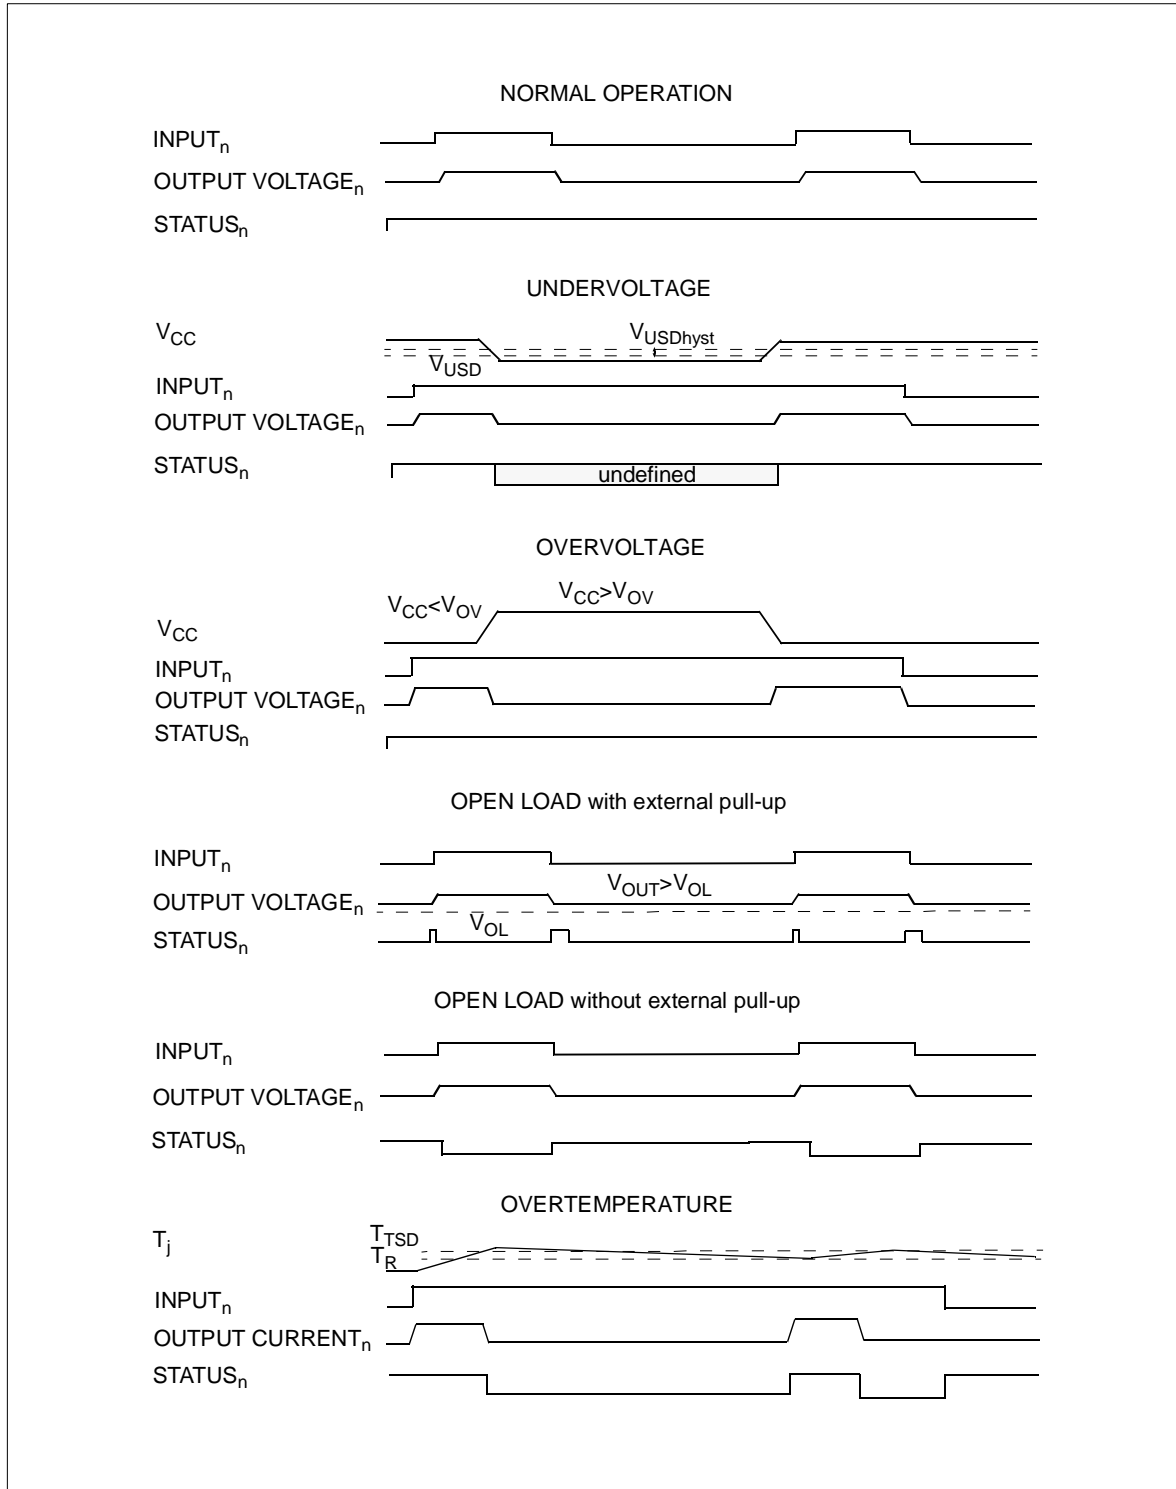 NORMAL OPERATION
INPUTn
OUTPUT VOLTAGEn
STATUSn
UNDERVOLTAGE
VCC
VUSDhyst
VUSD
INPUTn
OUTPUT VOLTAGEn
STATUSn
undefined
OVERVOLTAGE
VCC<VOV
VCC>VOV
VCC
INPUTn
OUTPUT VOLTAGEn
STATUSn
OPEN LOAD with external pull-up
INPUTn
VOUT>VOL
OUTPUT VOLTAGEn
VOL
STATUSn
OPEN LOAD without external pull-up
INPUTn
OUTPUT VOLTAGEn
STATUSn
OVERTEMPERATURE
Tj
TTSD
TR
INPUTn
OUTPUT CURRENTn
STATUSn